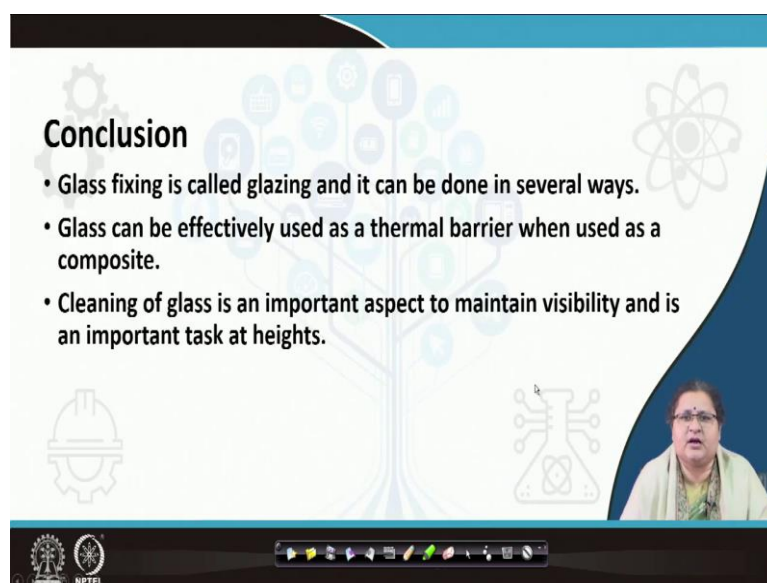 Conclusion
• Glass fixing is called glazing and it can be done in several ways.
• Glass can be effectively used as a thermal barrier when used as a
composite.
• Cleaning of glass is an important aspect to maintain visibility and is
an important task at heights.
NPTEL